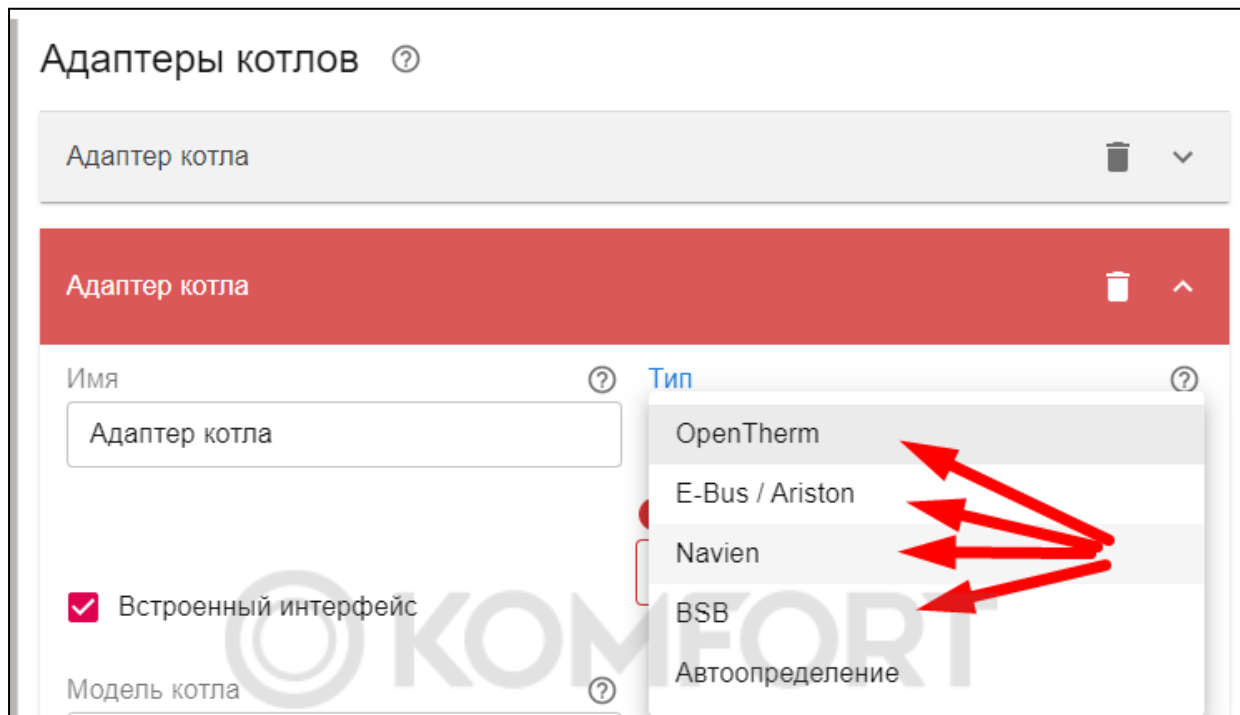 Адаптеры котлов
Адаптер котла
Адаптер котла
Имя
Тип
Адаптер котла
OpenTherm
E-Bus / Ariston
Navien
Встроенный интерфейс
BSB
KOMFORT
Автоопределение
Модель котла